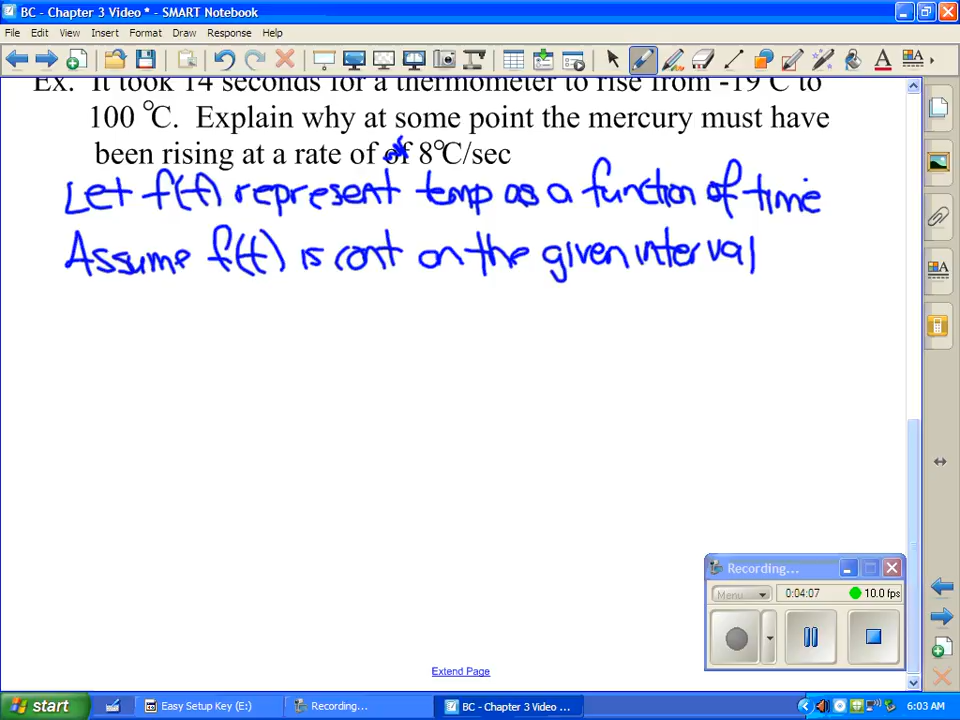 BC - Chapter 3 Video * - SMART Notebook
File Edit View Insert Format Draw Response Help
Ex. It took 14 seconds for a thermometer to rise from -19°C to
100 °C. Explain why at some point the mercury must have
been rising at a rate of of 8°C/sec
Let f(t) represent temp as a function of time
Assume f(t) is cont on the given interval
Recording...
Menu 0:04:07 10.0 fps
Extend Page
start Easy Setup Key (E:) Recording... BC - Chapter 3 Video ... 6:03 AM